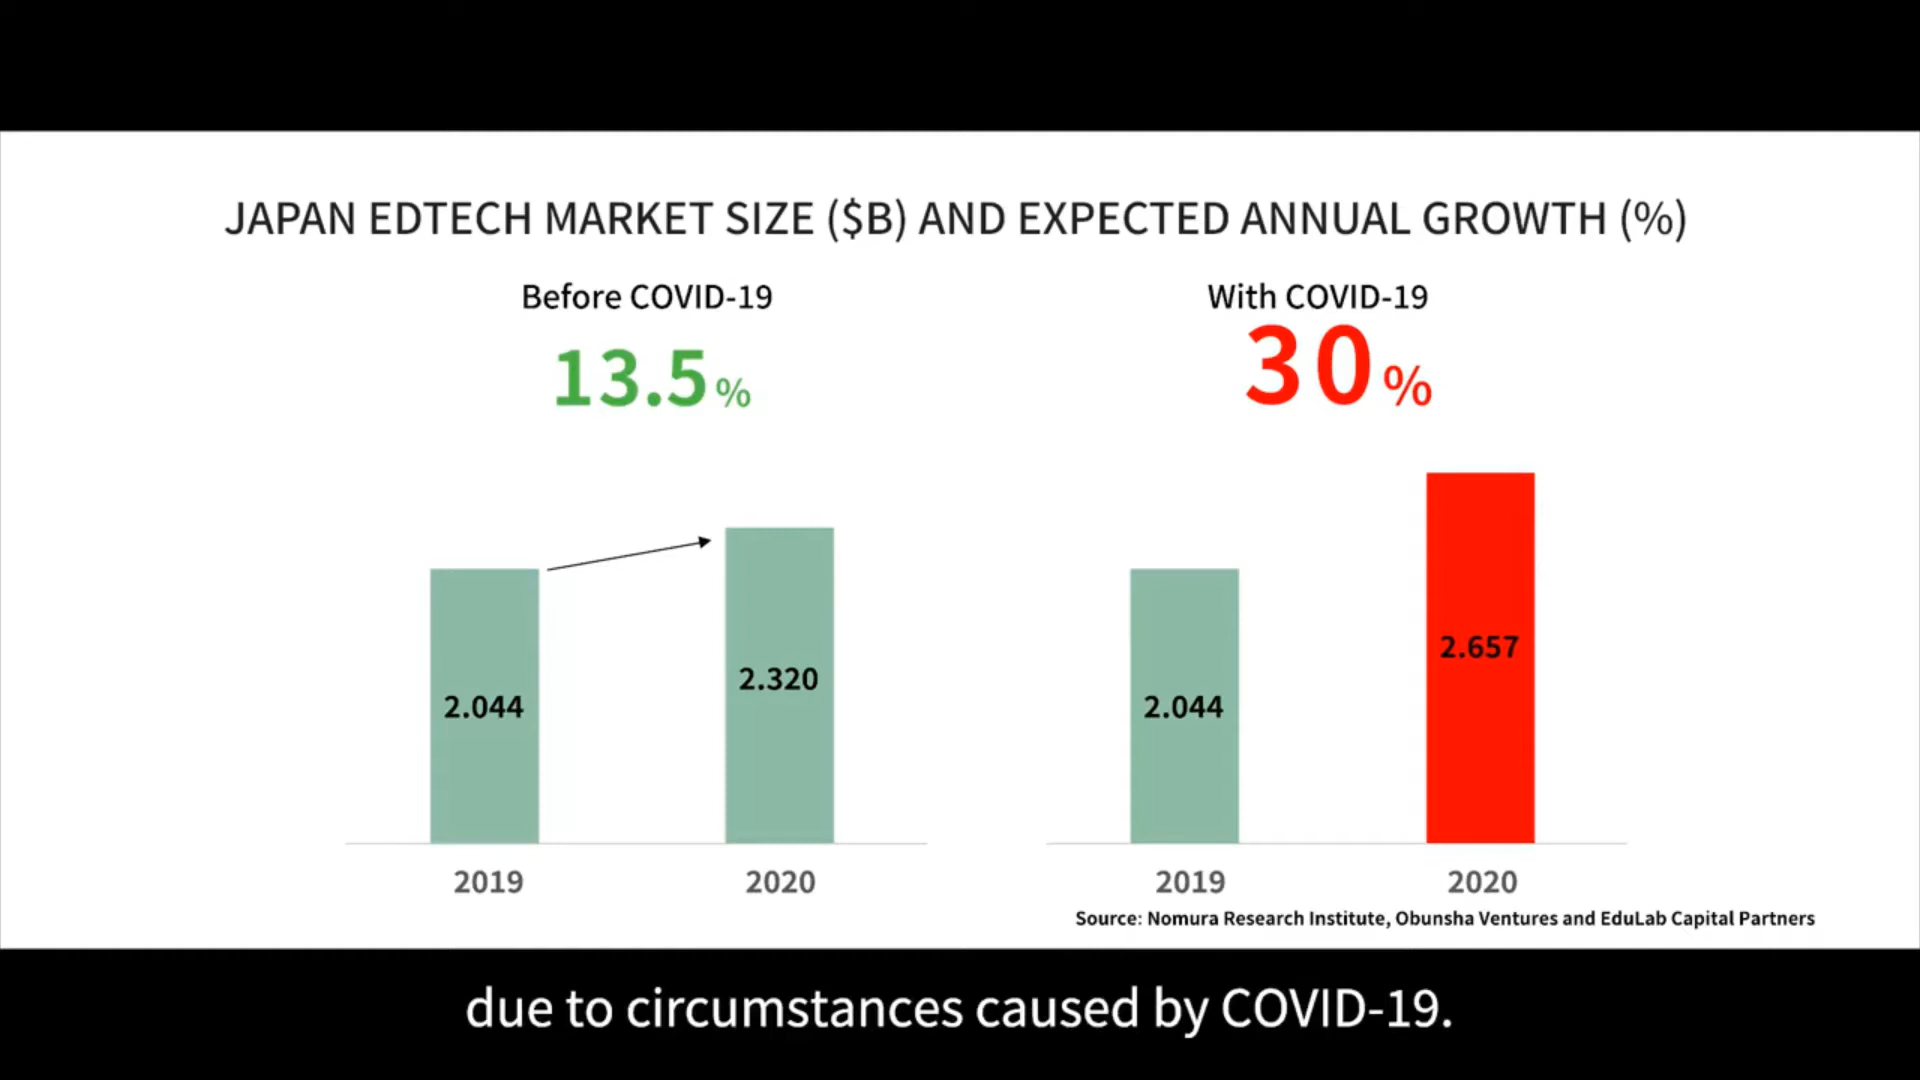 JAPAN EDTECH MARKET SIZE ($B) AND EXPECTED ANNUAL GROWTH (%)
Before COVID-19
13.5%
2.044
2.320
2019
2020
With COVID-19
30%
2.044
2.657
2019
2020
Source: Nomura Research Institute, Obunsha Ventures and EduLab Capital Partners
due to circumstances caused by COVID-19.